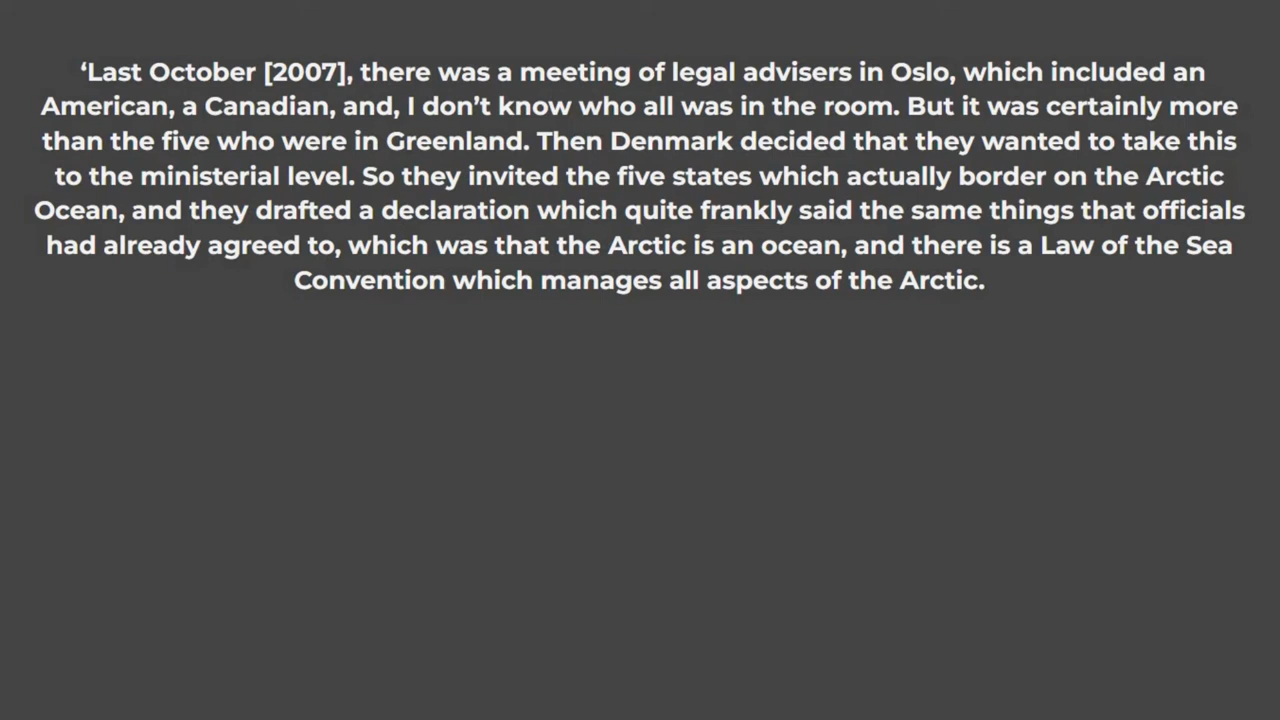 ‘Last October [2007], there was a meeting of legal advisers in Oslo, which included an
American, a Canadian, and, I don’t know who all was in the room. But it was certainly more
than the five who were in Greenland. Then Denmark decided that they wanted to take this
to the ministerial level. So they invited the five states which actually border on the Arctic
Ocean, and they drafted a declaration which quite frankly said the same things that officials
had already agreed to, which was that the Arctic is an ocean, and there is a Law of the Sea
Convention which manages all aspects of the Arctic.